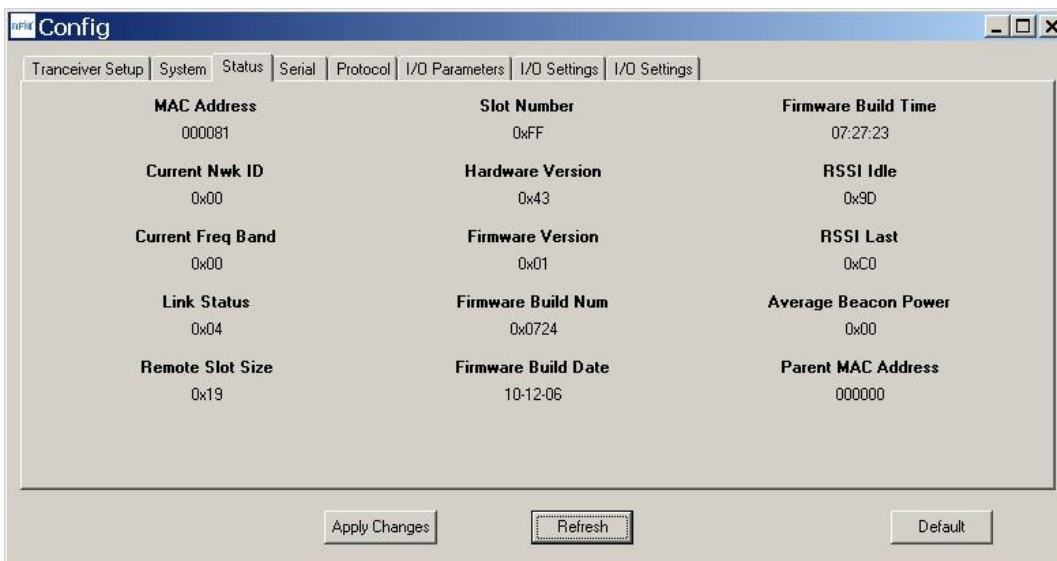 Config
Tranceiver Setup System Status Serial Protocol I/O Parameters I/O Settings I/O Settings
MAC Address Slot Number Firmware Build Time
000081 0xFF 07:27:23
Current Nwk ID Hardware Version RSSI Idle
0x00 0x43 0x9D
Current Freq Band Firmware Version RSSI Last
0x00 0x01 0xC0
Link Status Firmware Build Num Average Beacon Power
0x04 0x0724 0x00
Remote Slot Size Firmware Build Date Parent MAC Address
0x19 10-12-06 000000
Apply Changes Refresh Default